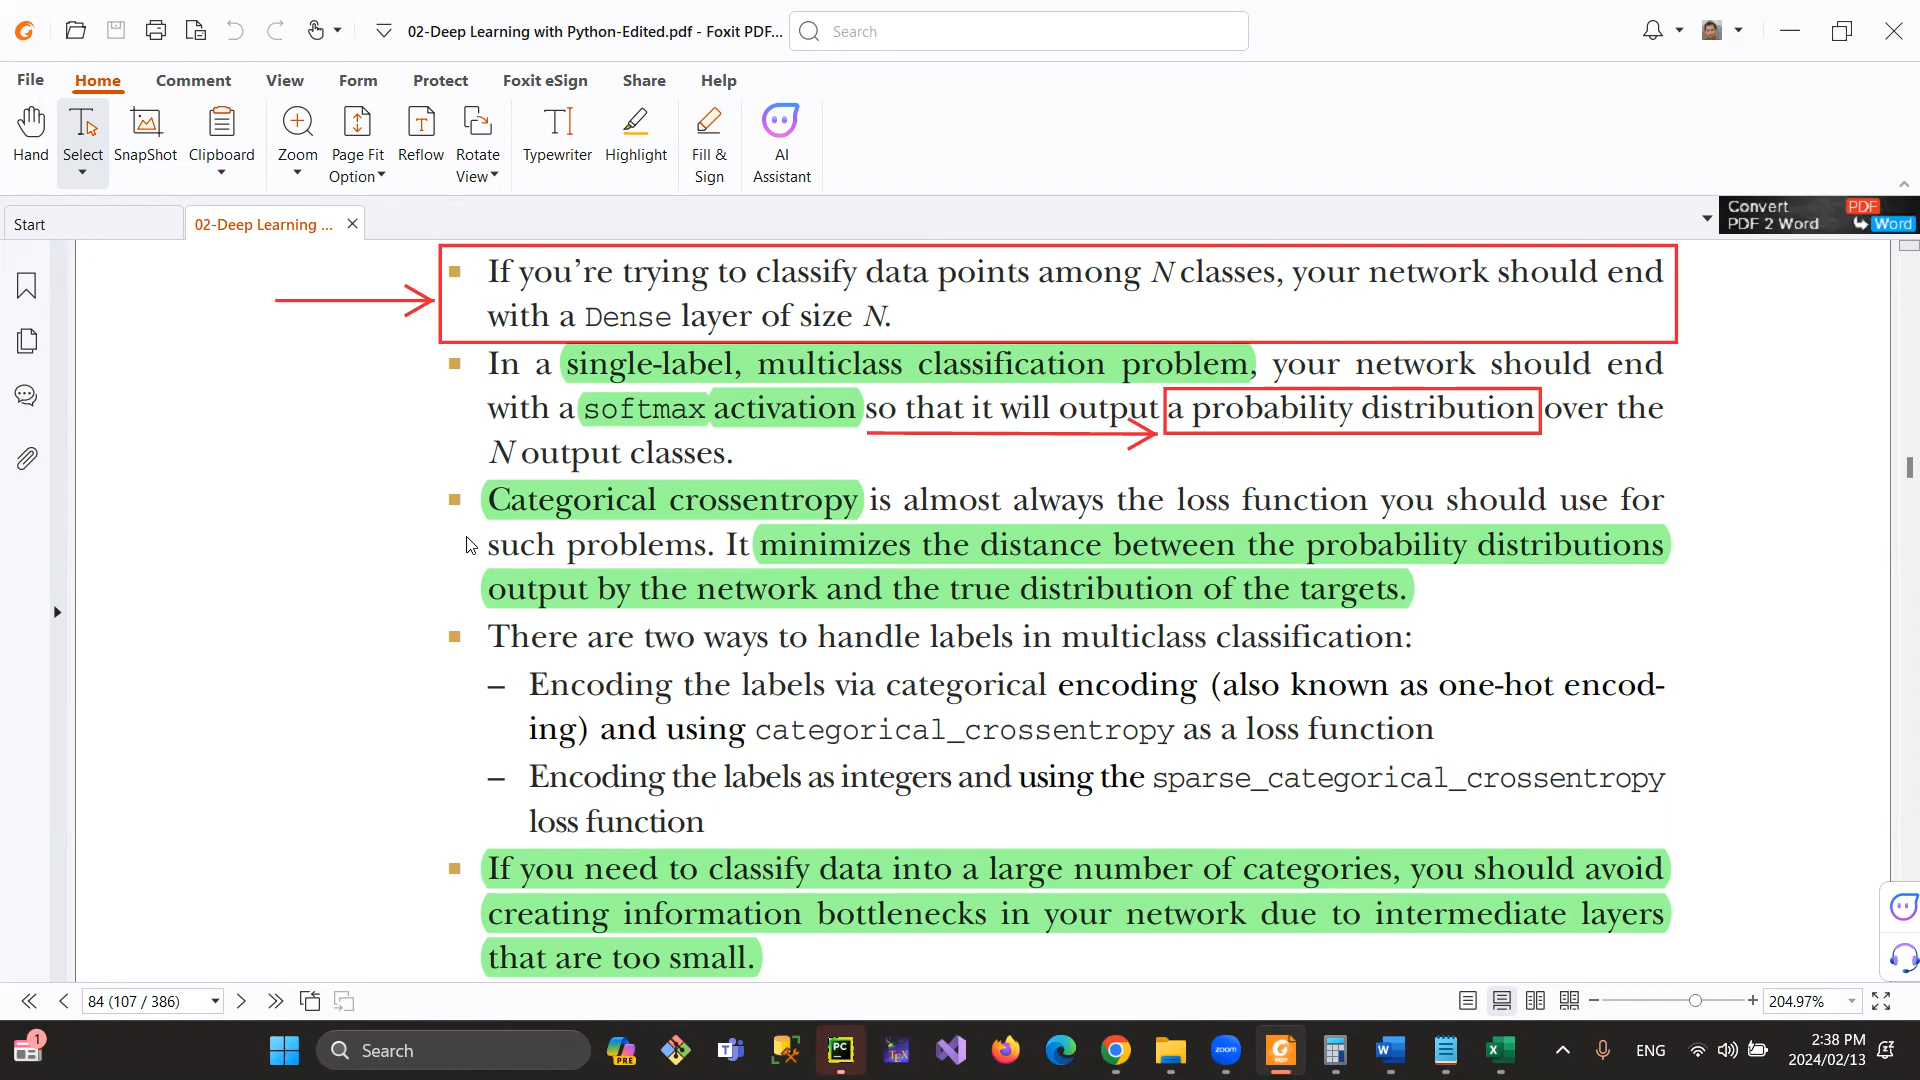 02-Deep Learning with Python-Edited.pdf - Foxit PDF...
Search
File
Home
Comment
View
Form
Protect
Foxit eSign
Share
Help
Hand
Select
SnapShot
Clipboard
Zoom
Page Fit
Option
Reflow
Rotate
View
Typewriter
Highlight
Fill &
Sign
AI
Assistant
Start
02-Deep Learning ...
Convert
PDF 2 Word
PDF
Word
If you’re trying to classify data points among N classes, your network should end
with a Dense layer of size N.
In a single-label, multiclass classification problem, your network should end
with a softmax activation so that it will output a probability distribution over the
N output classes.
Categorical crossentropy is almost always the loss function you should use for
such problems. It minimizes the distance between the probability distributions
output by the network and the true distribution of the targets.
There are two ways to handle labels in multiclass classification:
– Encoding the labels via categorical encoding (also known as one-hot encod-
ing) and using categorical_crossentropy as a loss function
– Encoding the labels as integers and using the sparse_categorical_crossentropy
loss function
If you need to classify data into a large number of categories, you should avoid
creating information bottlenecks in your network due to intermediate layers
that are too small.
84 (107 / 386)
204.97%
1
Search
PRE
PC
TEX
zoom
ENG
2:38 PM
2024/02/13